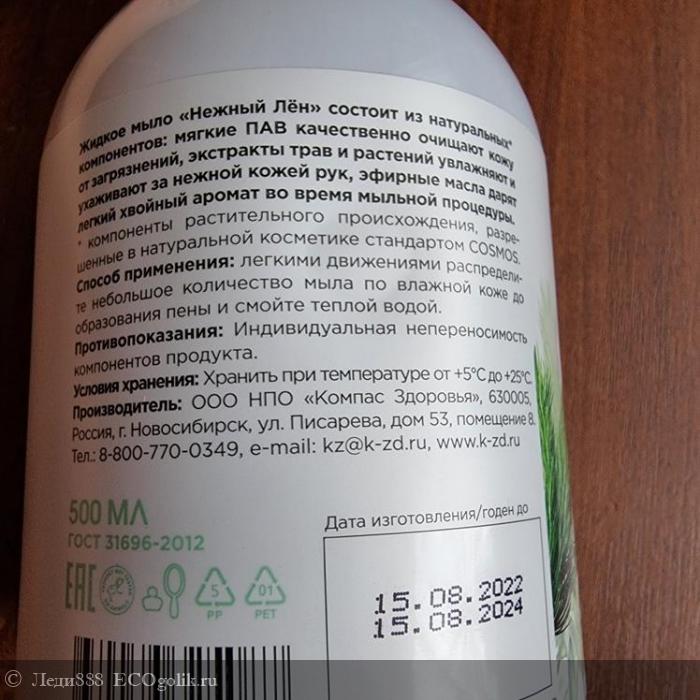 Жидкое мыло «Нежный Лён» состоит из натуральных*
компонентов: мягкие ПАВ качественно очищают кожу
от загрязнений, экстракты трав и растений увлажняют и
ухаживают за нежной кожей рук, эфирные масла дарят
легкий хвойный аромат во время мыльной процедуры.
* компоненты растительного происхождения, разре-
шенные в натуральной косметике стандартом COSMOS.
Способ применения: легкими движениями распредели-
те небольшое количество мыла по влажной коже до
образования пены и смойте теплой водой.
Противопоказания: Индивидуальная непереносимость
компонентов продукта.
Условия хранения: Хранить при температуре от +5°С до +25°С.
Производитель: ООО НПО «Компас Здоровья», 630005,
Россия, г. Новосибирск, ул. Писарева, дом 53, помещение 8.
Тел.: 8-800-770-0349, e-mail: kz@k-zd.ru, www.k-zd.ru
500 МЛ
ГОСТ 31696-2012
Дата изготовления/годен до
15.08.2022
15.08.2024
EAC
5
PP
01
PET
© Леди888 ECOgolik.ru